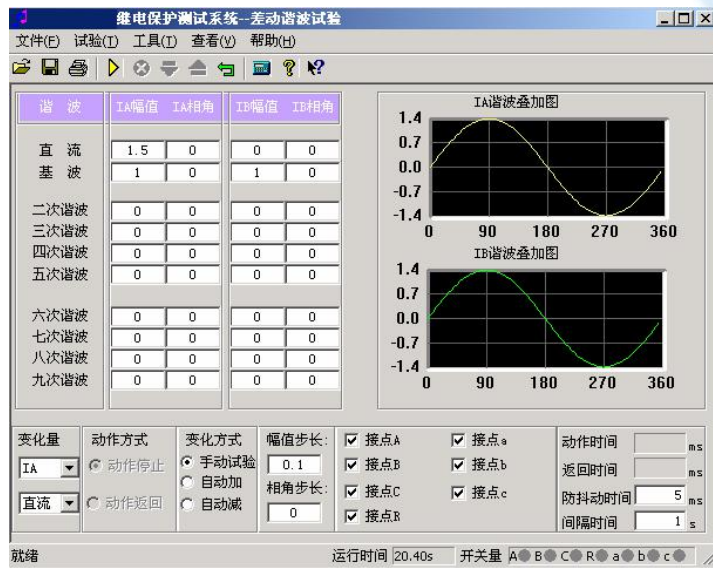 继电保护测试系统--差动谐波试验
文件(F) 试验(T) 工具(I) 查看(V) 帮助(H)
谐 波 IA幅值 IA相角 IB幅值 IB相角
直 流 1.5 0 0 0
基 波 1 0 1 0
二次谐波 0 0 0 0
三次谐波 0 0 0 0
四次谐波 0 0 0 0
五次谐波 0 0 0 0
六次谐波 0 0 0 0
七次谐波 0 0 0 0
八次谐波 0 0 0 0
九次谐波 0 0 0 0
IA谐波叠加图
1.4
0.7
0.0
-0.7
-1.4
0 90 180 270 360
IB谐波叠加图
1.4
0.7
0.0
-0.7
-1.4
0 90 180 270 360
变化量
IA
直流
动作方式
动作停止
动作返回
变化方式
手动试验
自动加
自动减
幅值步长:
0.1
相角步长:
0
接点A 接点a
接点B 接点b
接点C 接点c
接点R
动作时间 ms
返回时间 ms
防抖动时间 5 ms
间隔时间 1 s
就绪 运行时间 20.40s 开关量 A B C R a b c